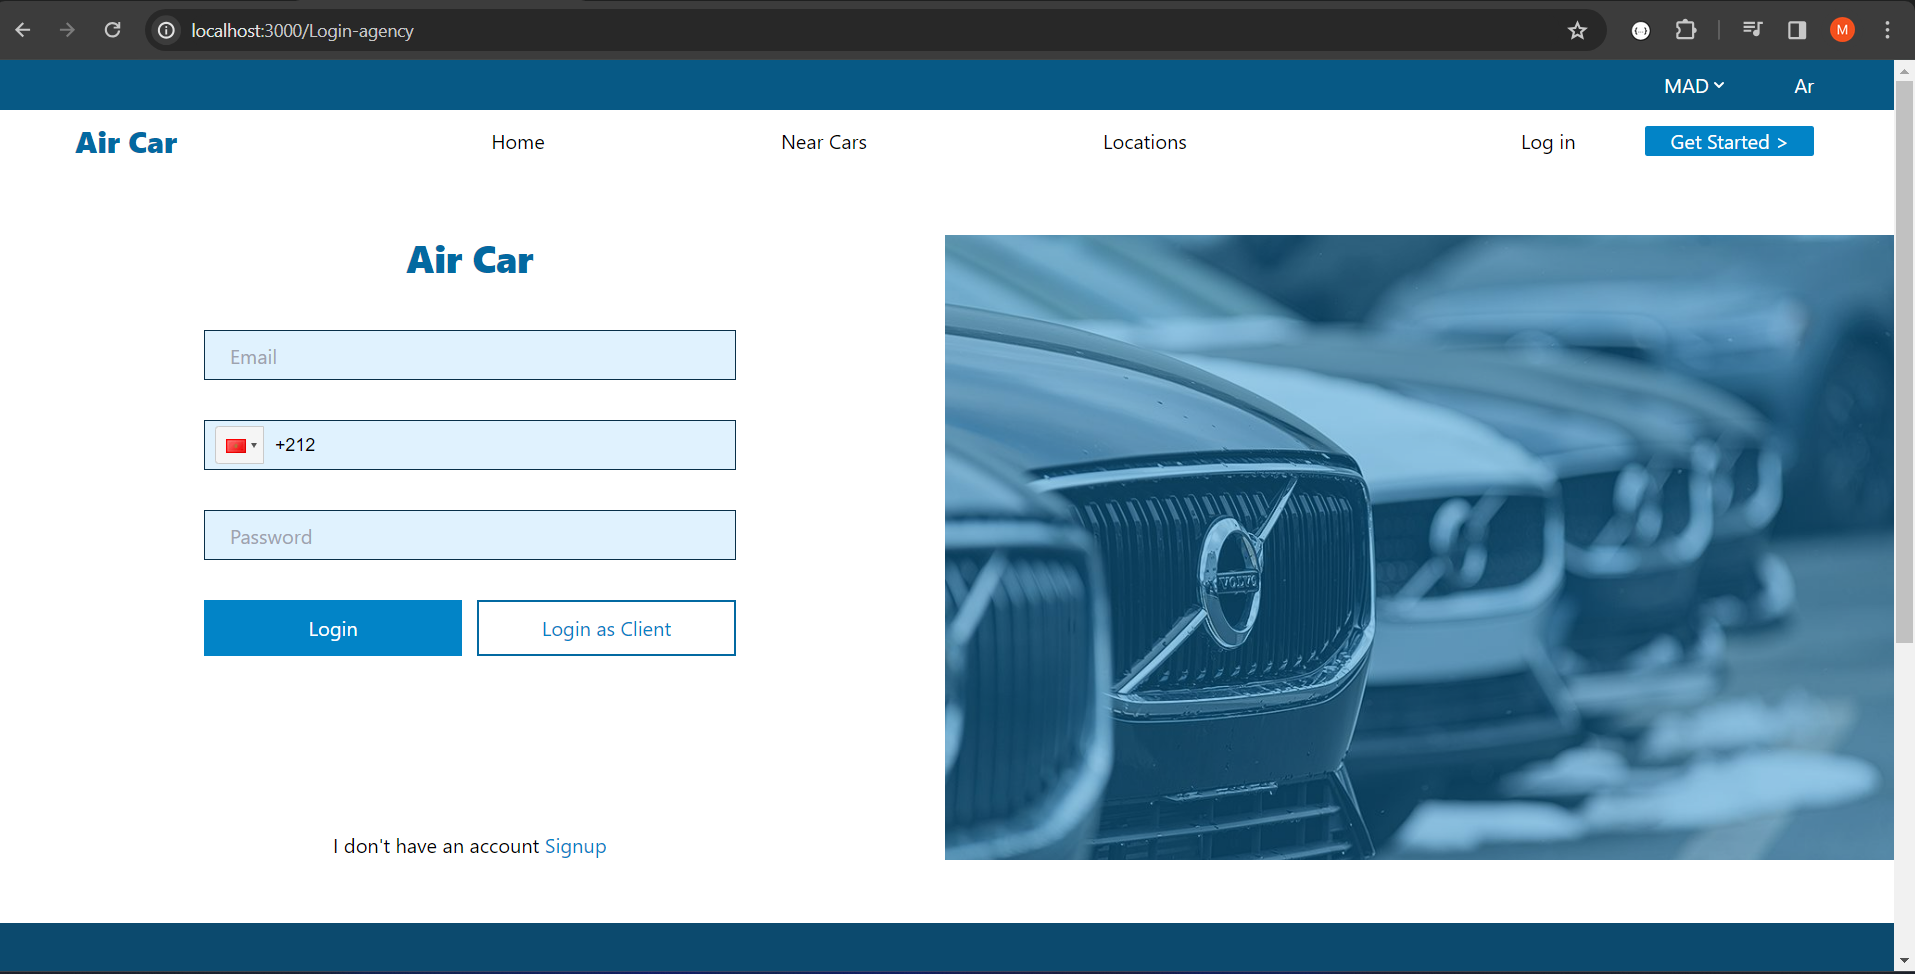 localhost:3000/Login-agency
M
MAD Ar
Air Car Home Near Cars Locations Log in Get Started >
Air Car
Email
+212
Password
Login Login as Client
VOLVO
I don't have an account Signup